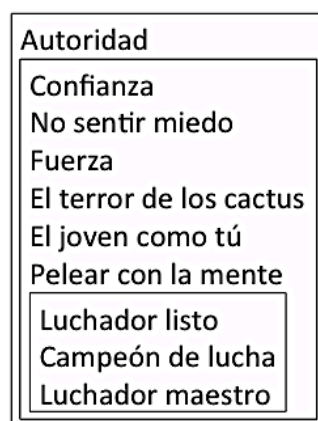 Autoridad
Confianza
No sentir miedo
Fuerza
El terror de los cactus
El joven como tú
Pelear con la mente
Luchador listo
Campeón de lucha
Luchador maestro